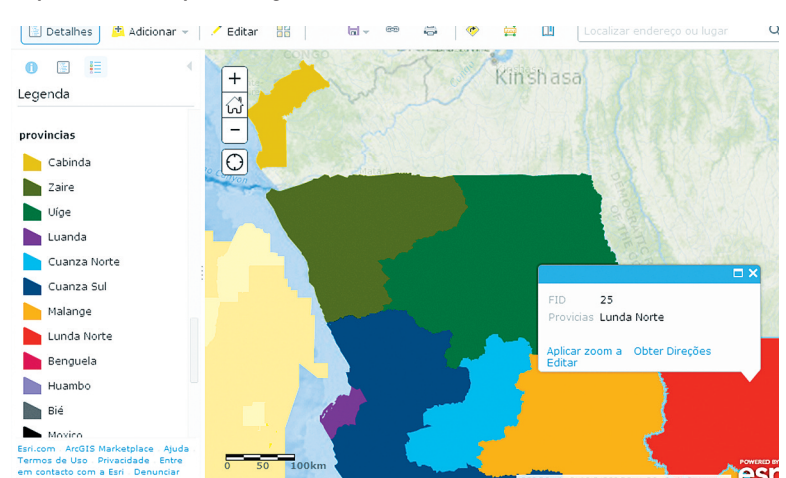 Detalhes Adicionar Editar Localizar endereço ou lugar
Legenda
provincias
Cabinda
Zaire
Uíge
Luanda
Cuanza Norte
Cuanza Sul
Malange
Lunda Norte
Benguela
Huambo
Bié
Moxico
Esri.com ArcGIS Marketplace Ajuda
Termos de Uso Privacidade Entre
em contacto com a Esri Denunciar
CONGO
Kinshasa
Canyon
FID 25
Provicias Lunda Norte
Aplicar zoom a Obter Direções
Editar
0 50 100km
POWERED BY
esri